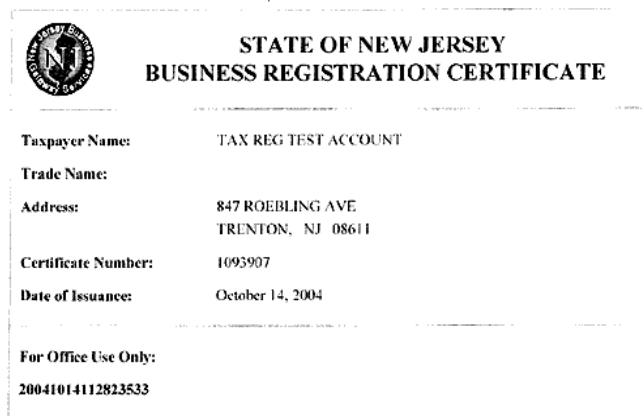 STATE OF NEW JERSEY
BUSINESS REGISTRATION CERTIFICATE
Taxpayer Name: TAX REG TEST ACCOUNT
Trade Name:
Address: 847 ROEBLING AVE
TRENTON, NJ 08611
Certificate Number: 1093907
Date of Issuance: October 14, 2004
For Office Use Only:
20041014112823533